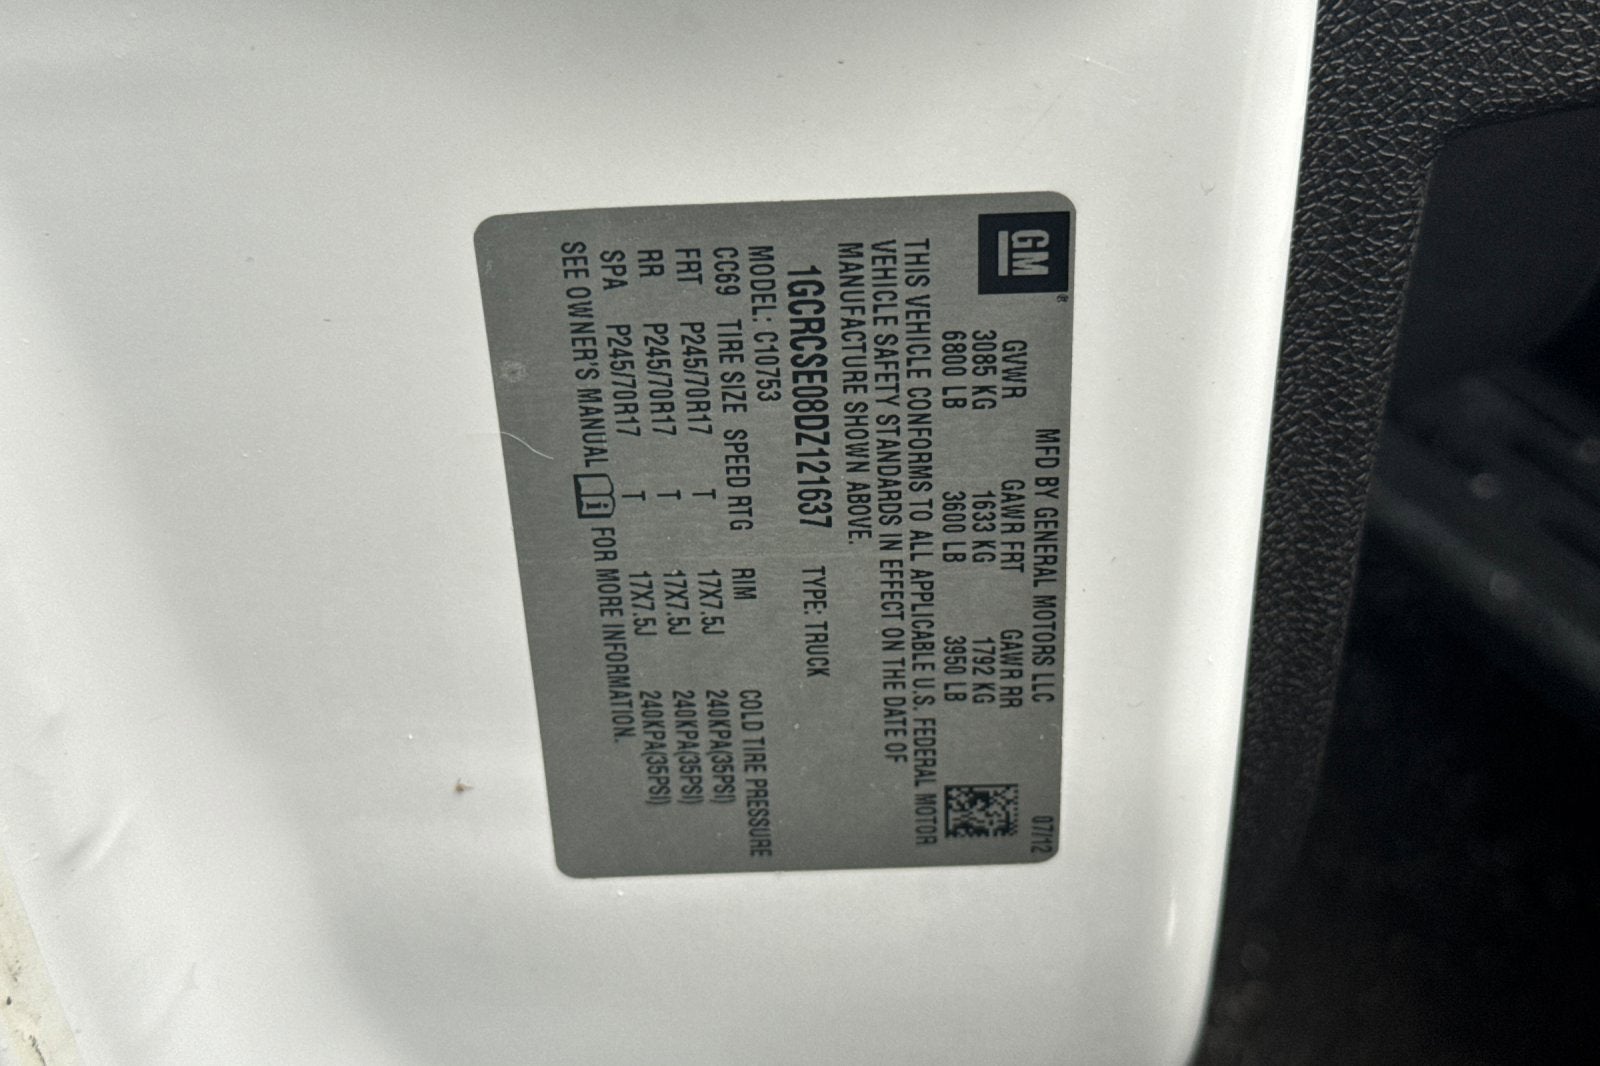 GM®
MFD BY GENERAL MOTORS LLC 07/12
GVWR GAWR FRT GAWR RR
3085 KG 1633 KG 1792 KG
6800 LB 3600 LB 3950 LB
THIS VEHICLE CONFORMS TO ALL APPLICABLE U.S. FEDERAL MOTOR
VEHICLE SAFETY STANDARDS IN EFFECT ON THE DATE OF
MANUFACTURE SHOWN ABOVE.
1GCRCSE08DZ121637 TYPE: TRUCK
MODEL: C10753
CC69 TIRE SIZE SPEED RTG RIM COLD TIRE PRESSURE
FRT P245/70R17 T 17X7.5J 240KPA(35PSI)
RR P245/70R17 T 17X7.5J 240KPA(35PSI)
SPA P245/70R17 T 17X7.5J 240KPA(35PSI)
SEE OWNER'S MANUAL i FOR MORE INFORMATION.